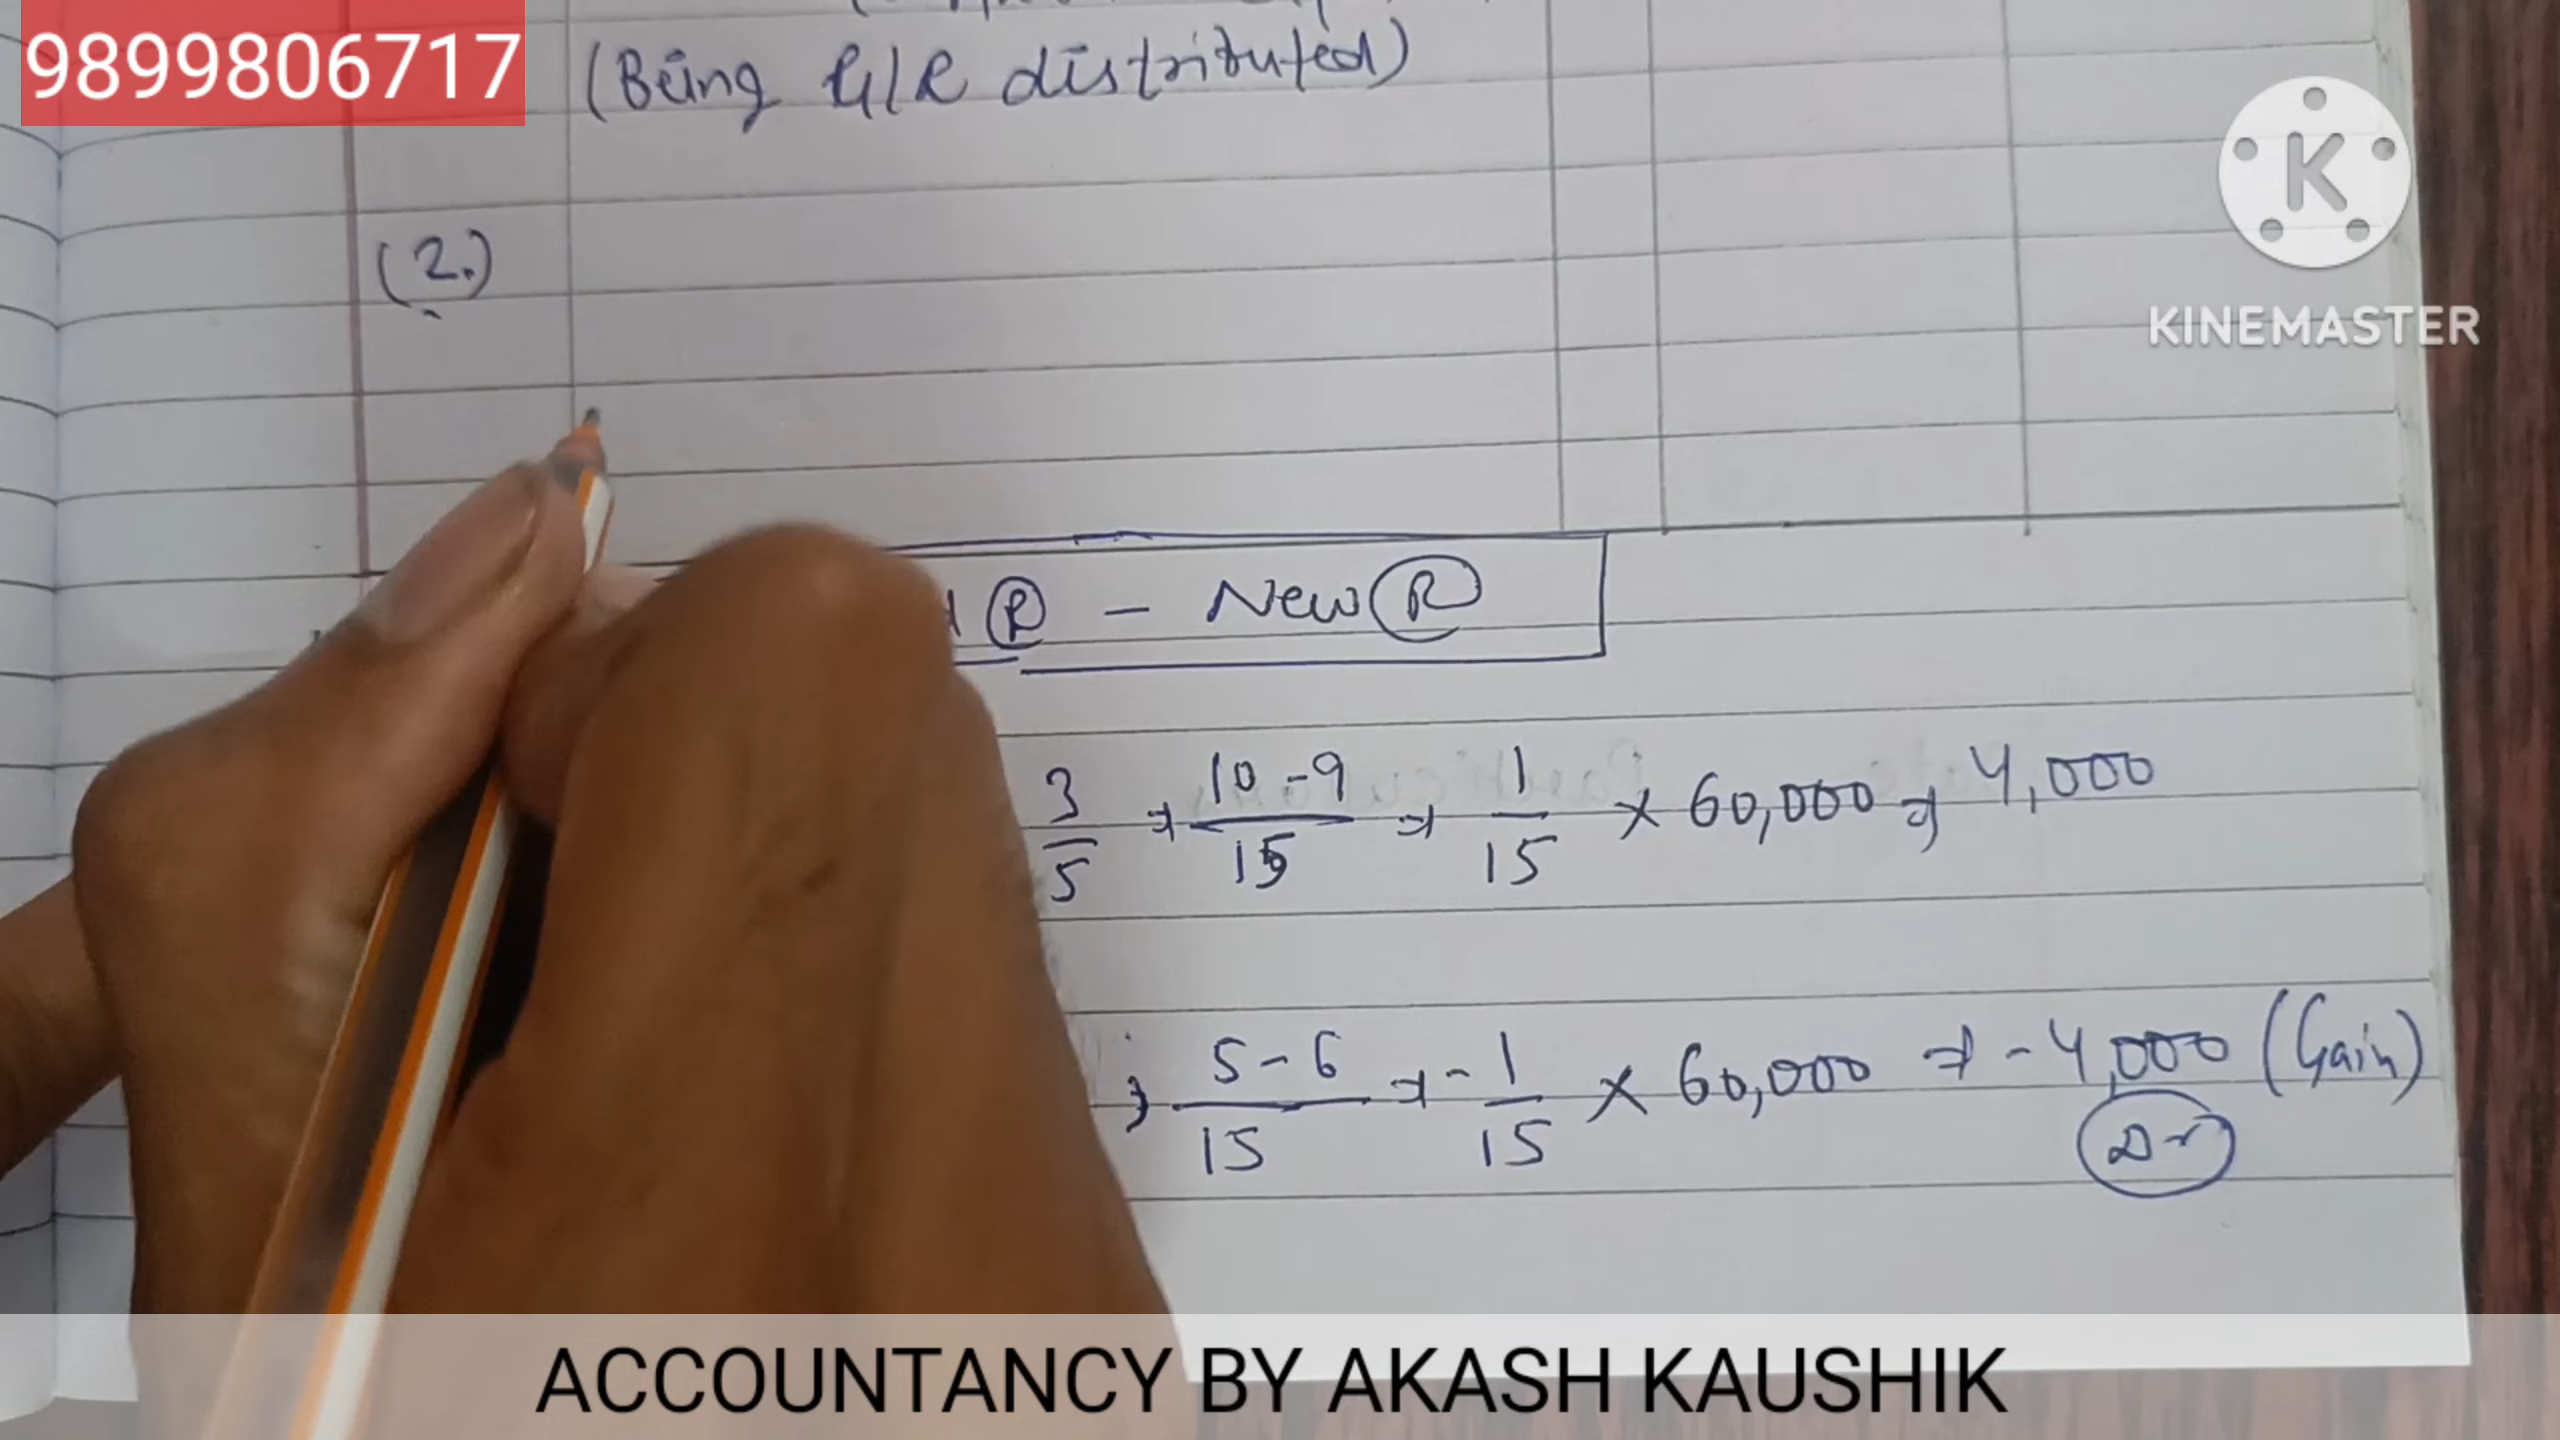 9899806717
(Being G/R distributed)
KINEMASTER
(2.)
R - New R
3/5 ⇒ 10-9/15 ⇒ 1/15 × 60,000 ⇒ 4,000
5-6/15 ⇒ -1/15 × 60,000 ⇒ -4,000 (Gain)
Dr
ACCOUNTANCY BY AKASH KAUSHIK